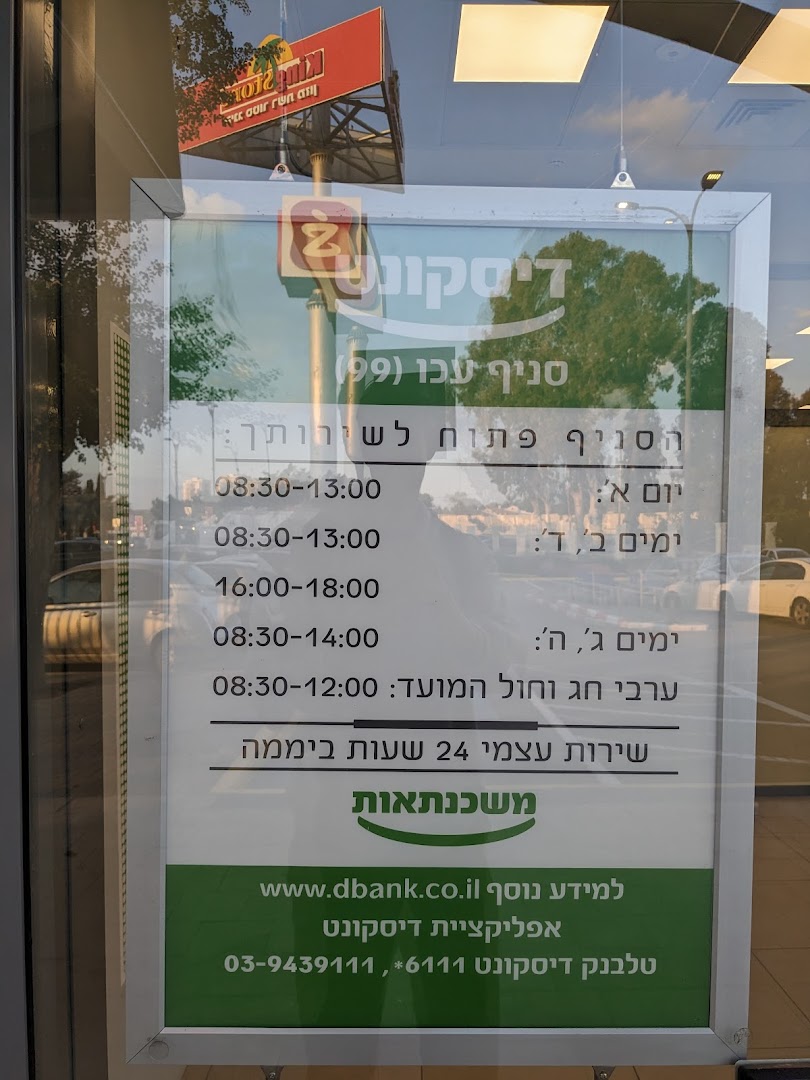 דיסקונט
סניף עכו (99)
הסניף פתוח לשירותך:
יום א': 08:30-13:00
ימים ב', ד': 08:30-13:00
16:00-18:00
ימים ג', ה': 08:30-14:00
ערבי חג וחול המועד: 08:30-12:00
שירות עצמי 24 שעות ביממה
משכנתאות
למידע נוסף www.dbank.co.il
אפליקציית דיסקונט
טלבנק דיסקונט 6111*, 03-9439111